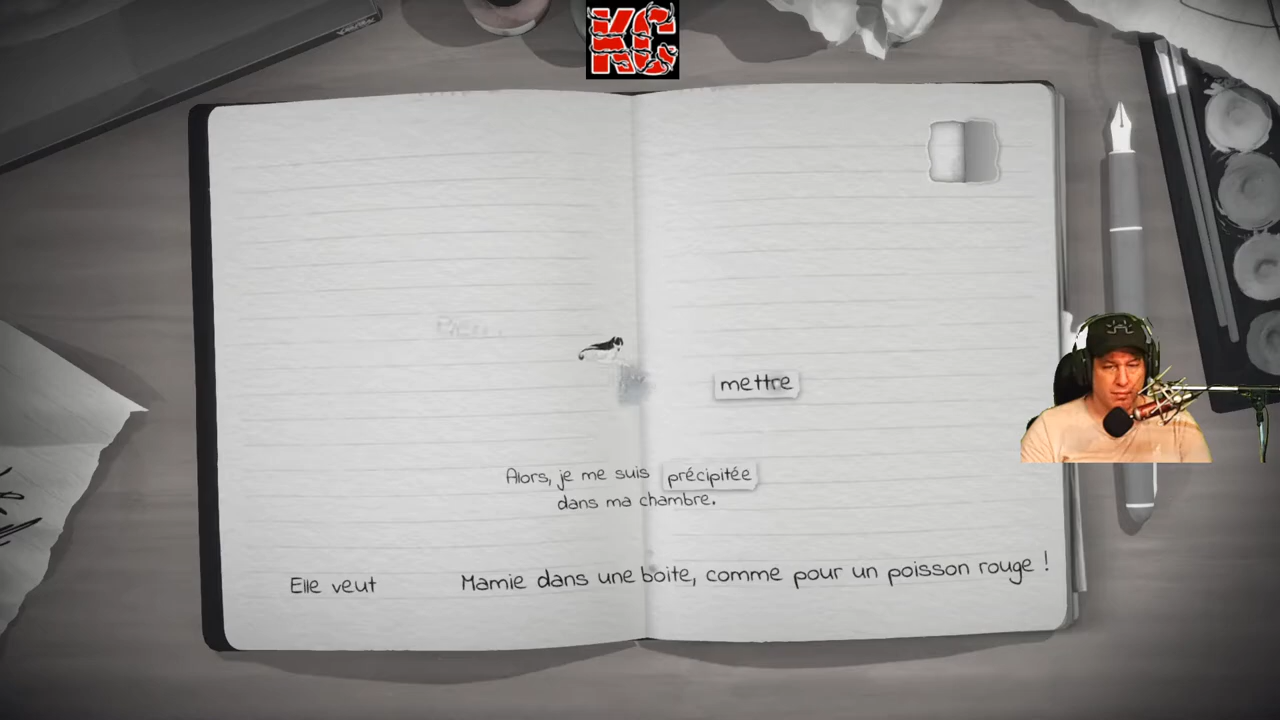 KC
mettre
Alors, je me suis précipitée
dans ma chambre.
Elle veut Mamie dans une boite, comme pour un poisson rouge !